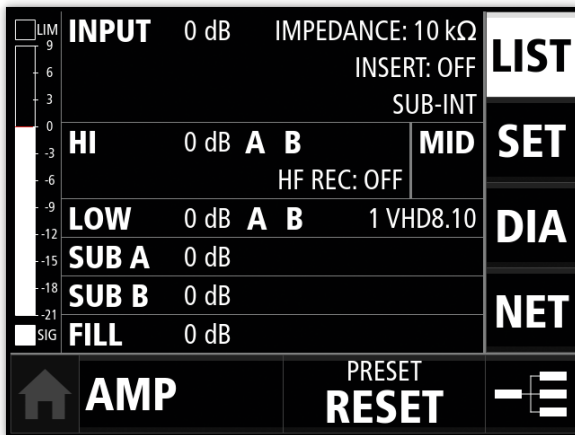 LIM INPUT 0 dB IMPEDANCE: 10 kΩ LIST
9
6 INSERT: OFF
3 SUB-INT
0
HI 0 dB A B MID SET
-3
-6 HF REC: OFF
-9
LOW 0 dB A B 1 VHD8.10 DIA
-12
-15 SUB A 0 dB
-18 SUB B 0 dB NET
-21
SIG FILL 0 dB
AMP PRESET
RESET